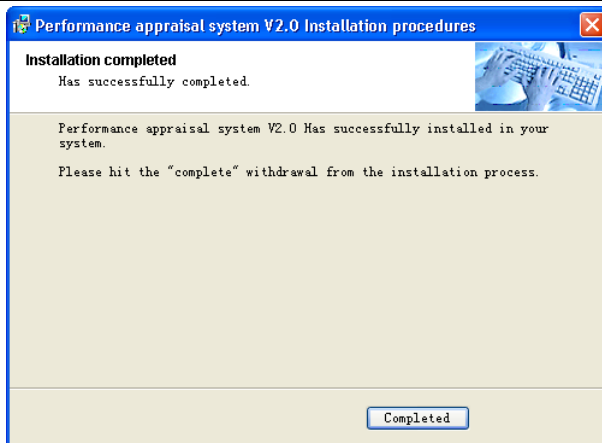 Performance appraisal system V2.0 Installation procedures
Installation completed
Has successfully completed.
Performance appraisal system V2.0 Has successfully installed in your
system.
Please hit the "complete" withdrawal from the installation process.
Completed